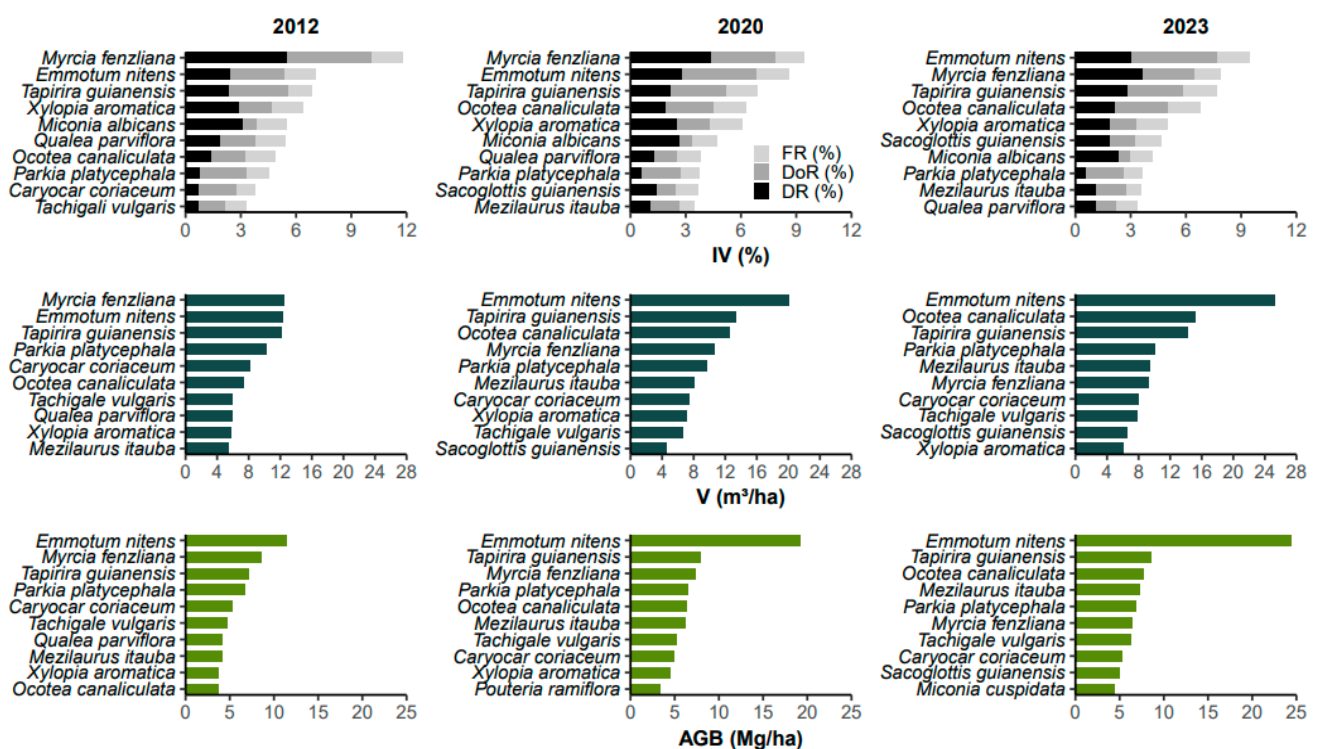 2012 2020 2023
Myrcia fenzliana
Emmotum nitens
Tapirira guianensis
Xylopia aromatica
Miconia albicans
Qualea parviflora
Ocotea canaliculata
Parkia platycephala
Caryocar coriaceum
Tachigali vulgaris
0 3 6 9 12
Myrcia fenzliana
Emmotum nitens
Tapirira guianensis
Ocotea canaliculata
Xylopia aromatica
Miconia albicans
Qualea parviflora
Parkia platycephala
Sacoglottis guianensis
Mezilaurus itauba
FR (%)
DoR (%)
DR (%)
0 3 6 9 12
IV (%)
Emmotum nitens
Myrcia fenzliana
Tapirira guianensis
Ocotea canaliculata
Xylopia aromatica
Sacoglottis guianensis
Miconia albicans
Parkia platycephala
Mezilaurus itauba
Qualea parviflora
0 3 6 9 12
Myrcia fenzliana
Emmotum nitens
Tapirira guianensis
Parkia platycephala
Caryocar coriaceum
Ocotea canaliculata
Tachigale vulgaris
Qualea parviflora
Xylopia aromatica
Mezilaurus itauba
0 4 8 12 16 20 24 28
Emmotum nitens
Tapirira guianensis
Ocotea canaliculata
Myrcia fenzliana
Parkia platycephala
Mezilaurus itauba
Caryocar coriaceum
Xylopia aromatica
Tachigale vulgaris
Sacoglottis guianensis
0 4 8 12 16 20 24 28
V (m³/ha)
Emmotum nitens
Ocotea canaliculata
Tapirira guianensis
Parkia platycephala
Mezilaurus itauba
Myrcia fenzliana
Caryocar coriaceum
Tachigale vulgaris
Sacoglottis guianensis
Xylopia aromatica
0 4 8 12 16 20 24 28
Emmotum nitens
Myrcia fenzliana
Tapirira guianensis
Parkia platycephala
Caryocar coriaceum
Tachigale vulgaris
Qualea parviflora
Mezilaurus itauba
Xylopia aromatica
Ocotea canaliculata
0 5 10 15 20 25
Emmotum nitens
Tapirira guianensis
Myrcia fenzliana
Parkia platycephala
Ocotea canaliculata
Mezilaurus itauba
Tachigale vulgaris
Caryocar coriaceum
Xylopia aromatica
Pouteria ramiflora
0 5 10 15 20 25
AGB (Mg/ha)
Emmotum nitens
Tapirira guianensis
Ocotea canaliculata
Mezilaurus itauba
Parkia platycephala
Myrcia fenzliana
Tachigale vulgaris
Caryocar coriaceum
Sacoglottis guianensis
Miconia cuspidata
0 5 10 15 20 25